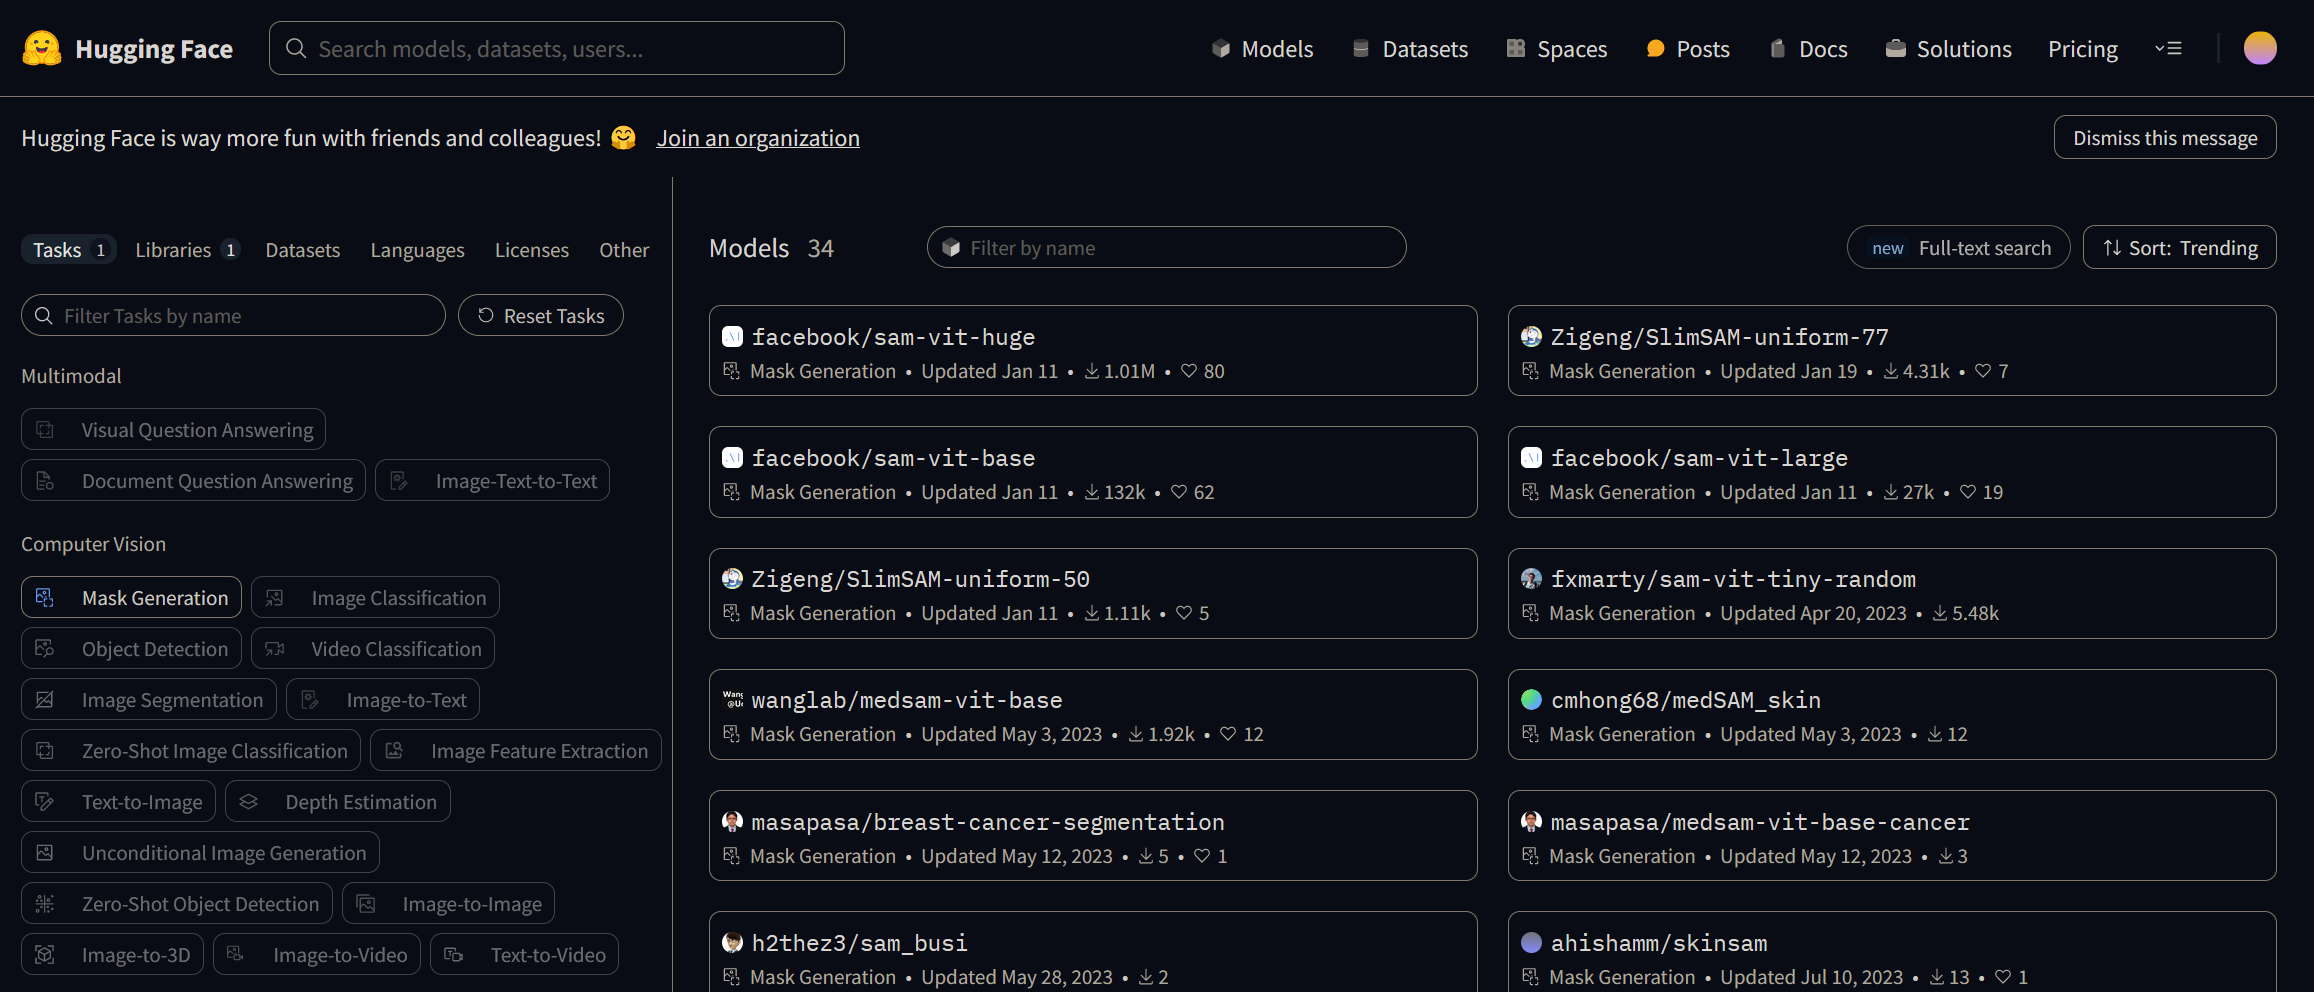 Hugging Face
Search models, datasets, users...
Models
Datasets
Spaces
Posts
Docs
Solutions
Pricing
Hugging Face is way more fun with friends and colleagues! 🤗 Join an organization
Dismiss this message
Tasks 1
Libraries 1
Datasets
Languages
Licenses
Other
Filter Tasks by name
Reset Tasks
Multimodal
Visual Question Answering
Document Question Answering
Image-Text-to-Text
Computer Vision
Mask Generation
Image Classification
Object Detection
Video Classification
Image Segmentation
Image-to-Text
Zero-Shot Image Classification
Image Feature Extraction
Text-to-Image
Depth Estimation
Unconditional Image Generation
Zero-Shot Object Detection
Image-to-Image
Image-to-3D
Image-to-Video
Text-to-Video
Models 34
Filter by name
new Full-text search
Sort: Trending
facebook/sam-vit-huge
Mask Generation • Updated Jan 11 • 1.01M • 80
Zigeng/SlimSAM-uniform-77
Mask Generation • Updated Jan 19 • 4.31k • 7
facebook/sam-vit-base
Mask Generation • Updated Jan 11 • 132k • 62
facebook/sam-vit-large
Mask Generation • Updated Jan 11 • 27k • 19
Zigeng/SlimSAM-uniform-50
Mask Generation • Updated Jan 11 • 1.11k • 5
fxmarty/sam-vit-tiny-random
Mask Generation • Updated Apr 20, 2023 • 5.48k
wanglab/medsam-vit-base
Mask Generation • Updated May 3, 2023 • 1.92k • 12
cmhong68/medSAM_skin
Mask Generation • Updated May 3, 2023 • 12
masapasa/breast-cancer-segmentation
Mask Generation • Updated May 12, 2023 • 5 • 1
masapasa/medsam-vit-base-cancer
Mask Generation • Updated May 12, 2023 • 3
h2thez3/sam_busi
Mask Generation • Updated May 28, 2023 • 2
ahishamm/skinsam
Mask Generation • Updated Jul 10, 2023 • 13 • 1